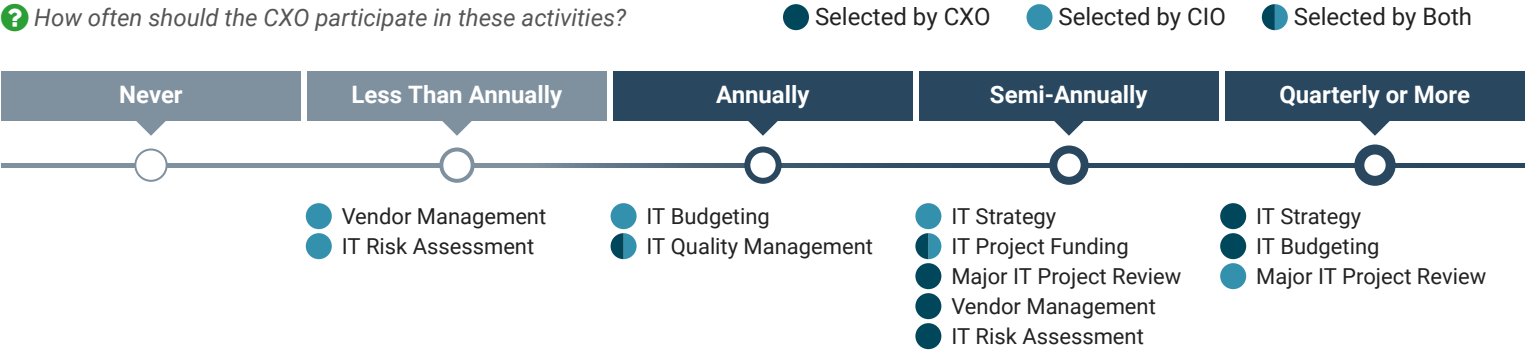 ? How often should the CXO participate in these activities?
Selected by CXO
Selected by CIO
Selected by Both
Never
Less Than Annually
Annually
Semi-Annually
Quarterly or More
Vendor Management
IT Risk Assessment
IT Budgeting
IT Quality Management
IT Strategy
IT Project Funding
Major IT Project Review
Vendor Management
IT Risk Assessment
IT Strategy
IT Budgeting
Major IT Project Review